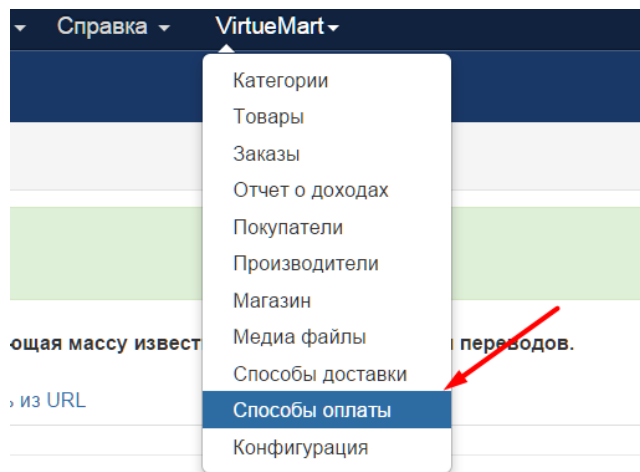 Справка VirtueMart
Категории
Товары
Заказы
Отчет о доходах
Покупатели
Производители
Магазин
Медиа файлы
ющая массу извест переводов.
Способы доставки
из URL
Способы оплаты
Конфигурация